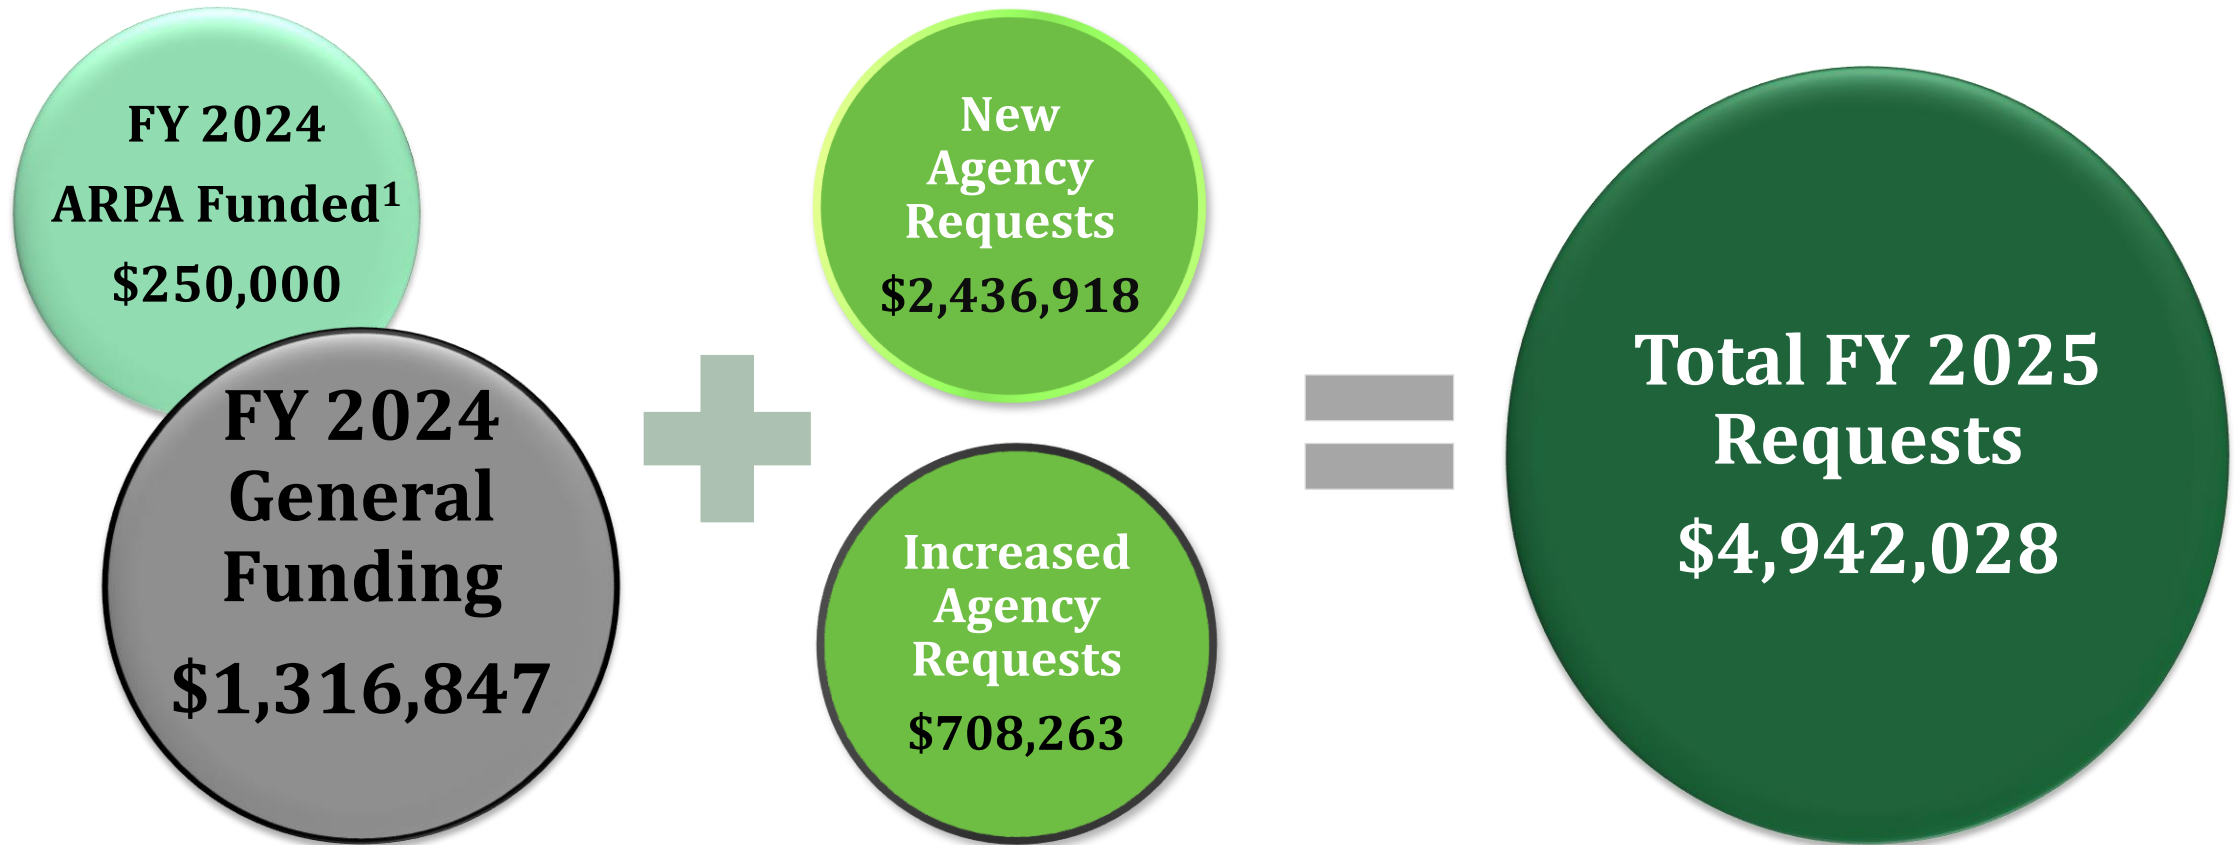 FY 2024
ARPA Funded¹
$250,000
FY 2024
General
Funding
$1,316,847
New
Agency
Requests
$2,436,918
Increased
Agency
Requests
$708,263
Total FY 2025
Requests
$4,942,028